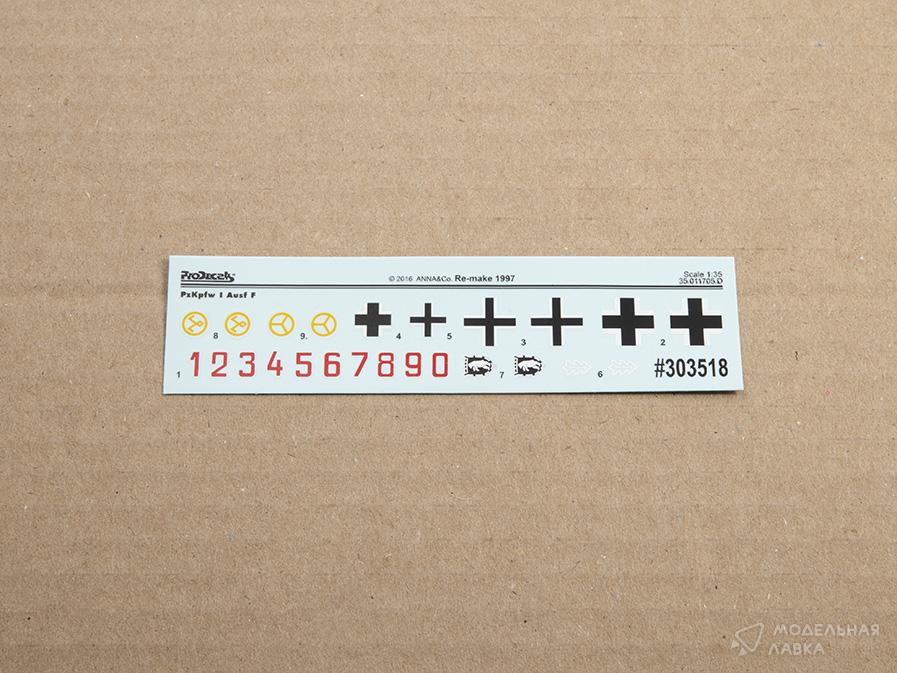 ProDecals
© 2016 ANNA&Co. Re-make 1997
Scale 1:35
35.011705.D
PzKpfw I Ausf F
8 9. 4 5 3 2
1 1234567890 7 6 #303518
МОДЕЛЬНАЯ
ЛАВКА